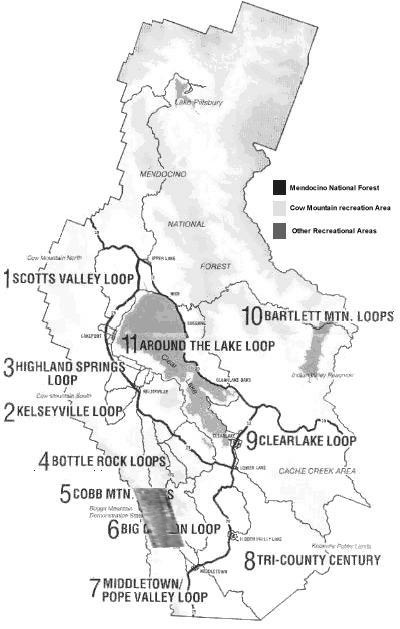 Lake Pillsbury
MENDOCINO
NATIONAL
FOREST
Mendocino National Forest
Cow Mountain recreation Area
Other Recreational Areas
Cow Mountain North
UPPER LAKE
1 SCOTTS VALLEY LOOP
NICE
LUCERNE
LAKEPORT
10 BARTLETT MTN. LOOPS
11 AROUND THE LAKE LOOP
Clear
Lake
3 HIGHLAND SPRINGS
LOOP
Indian Valley Reservoir
CLEARLAKE OAKS
Cow Mountain South
KELSEYVILLE
2 KELSEYVILLE LOOP
CLEARLAKE
9 CLEARLAKE LOOP
4 BOTTLE ROCK LOOPS
LOWER LAKE
CACHE CREEK AREA
5 COBB MTN.
Boggs Mountain
Demonstration
6 BIG
LOOP
HIDDEN VALLEY LAKE
Knoxville Public Lands
8 TRI-COUNTY CENTURY
MIDDLETOWN
7 MIDDLETOWN/
POPE VALLEY LOOP